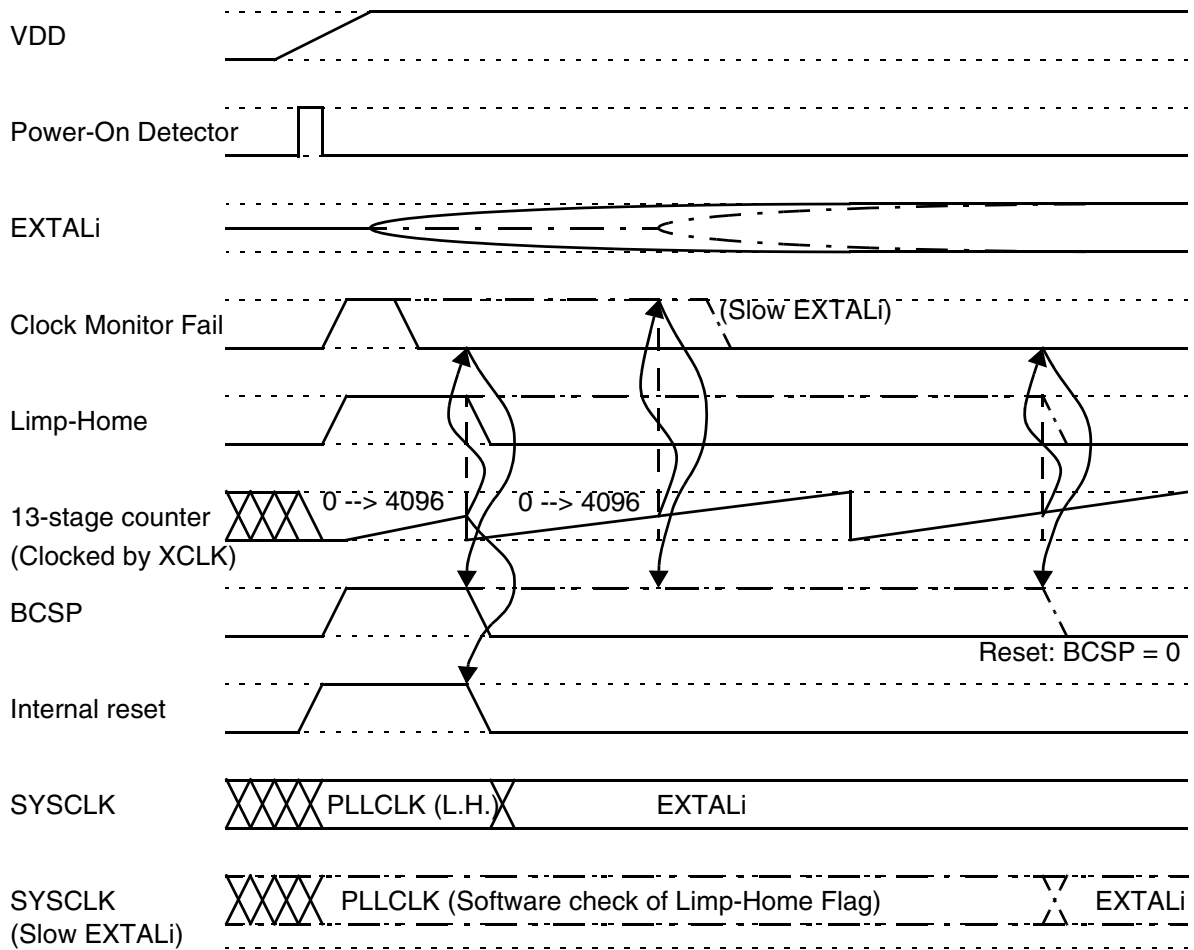 VDD
Power-On Detector
EXTALi
Clock Monitor Fail
(Slow EXTALi)
Limp-Home
13-stage counter
(Clocked by XCLK)
0 --> 4096
0 --> 4096
BCSP
Reset: BCSP = 0
Internal reset
SYSCLK
PLLCLK (L.H.)
EXTALi
SYSCLK
(Slow EXTALi)
PLLCLK (Software check of Limp-Home Flag)
EXTALi